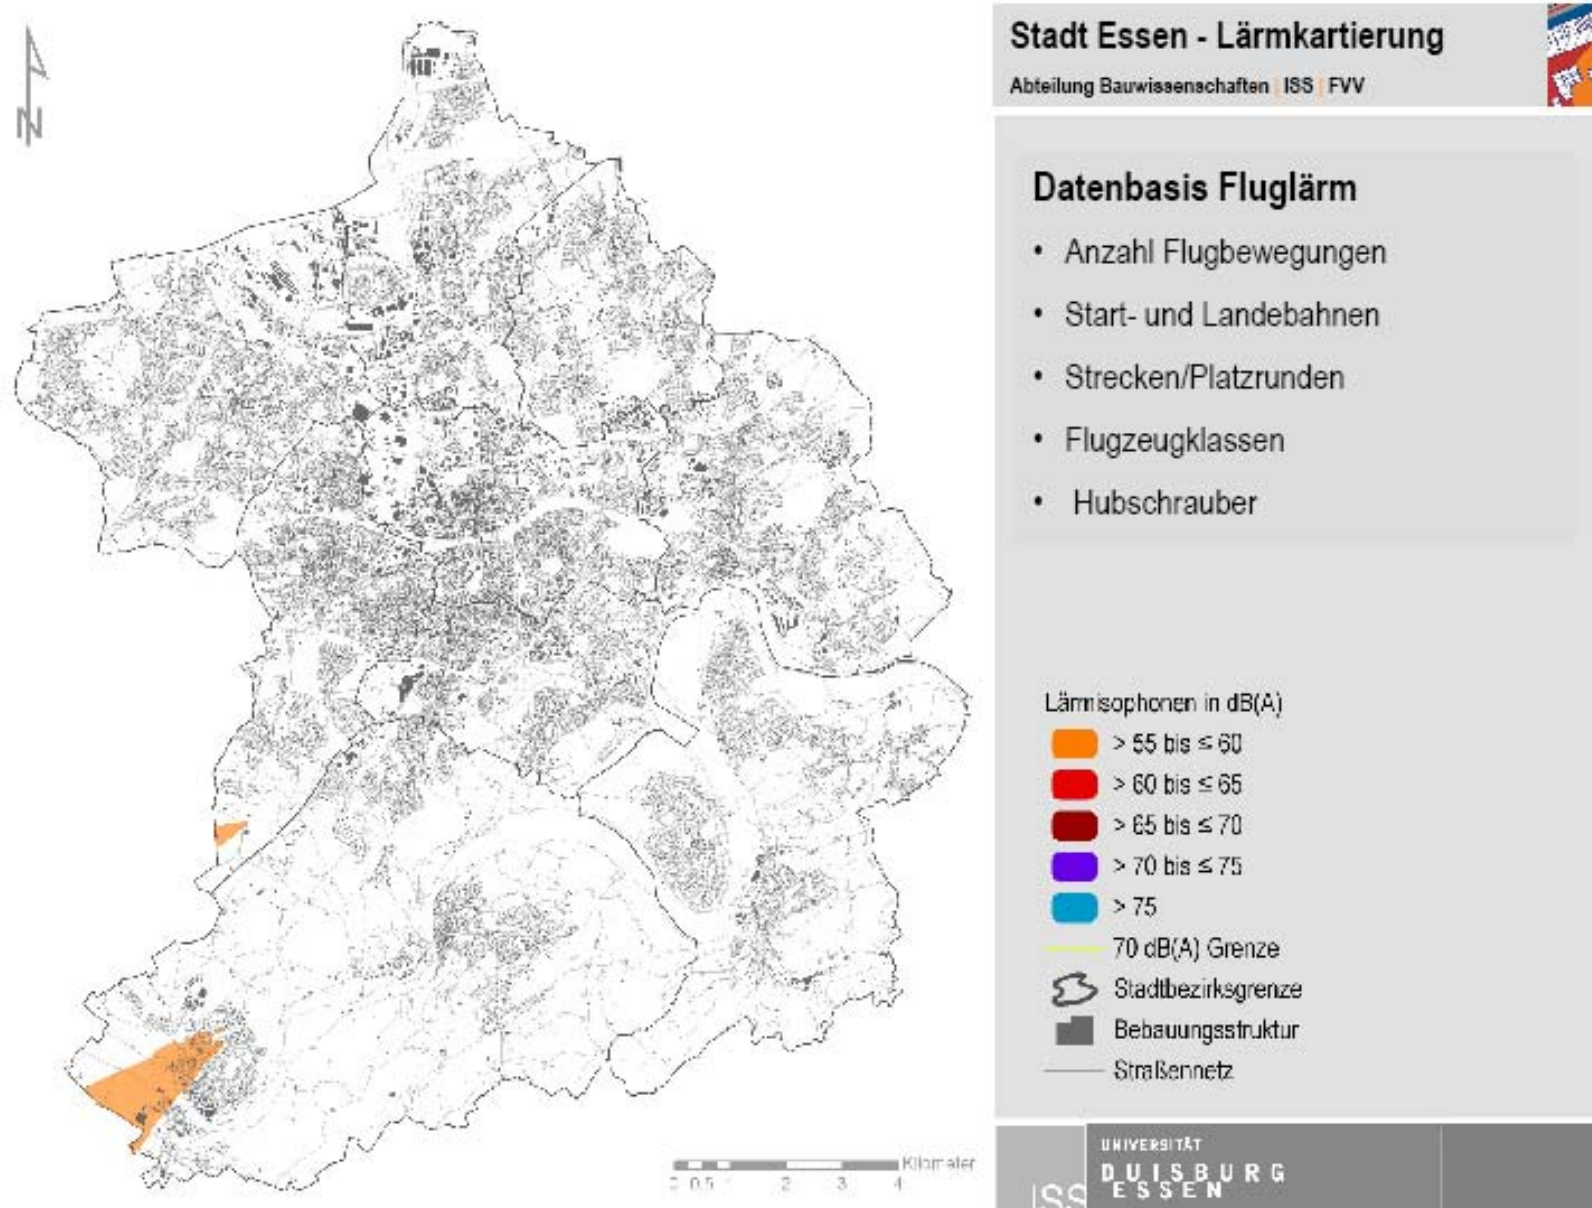 N
Stadt Essen - Lärmkartierung
Abteilung Bauwissenschaften | ISS | FVV
Datenbasis Fluglärm
• Anzahl Flugbewegungen
• Start- und Landebahnen
• Strecken/Platzrunden
• Flugzeugklassen
• Hubschrauber
Lärmisophonen in dB(A)
> 55 bis ≤ 60
> 60 bis ≤ 65
> 65 bis ≤ 70
> 70 bis ≤ 75
> 75
70 dB(A) Grenze
Stadtbezirksgrenze
Bebauungsstruktur
Straßennetz
Kilometer
0 0.5 1 2 3 4
ISS
UNIVERSITÄT
DUISBURG
ESSEN